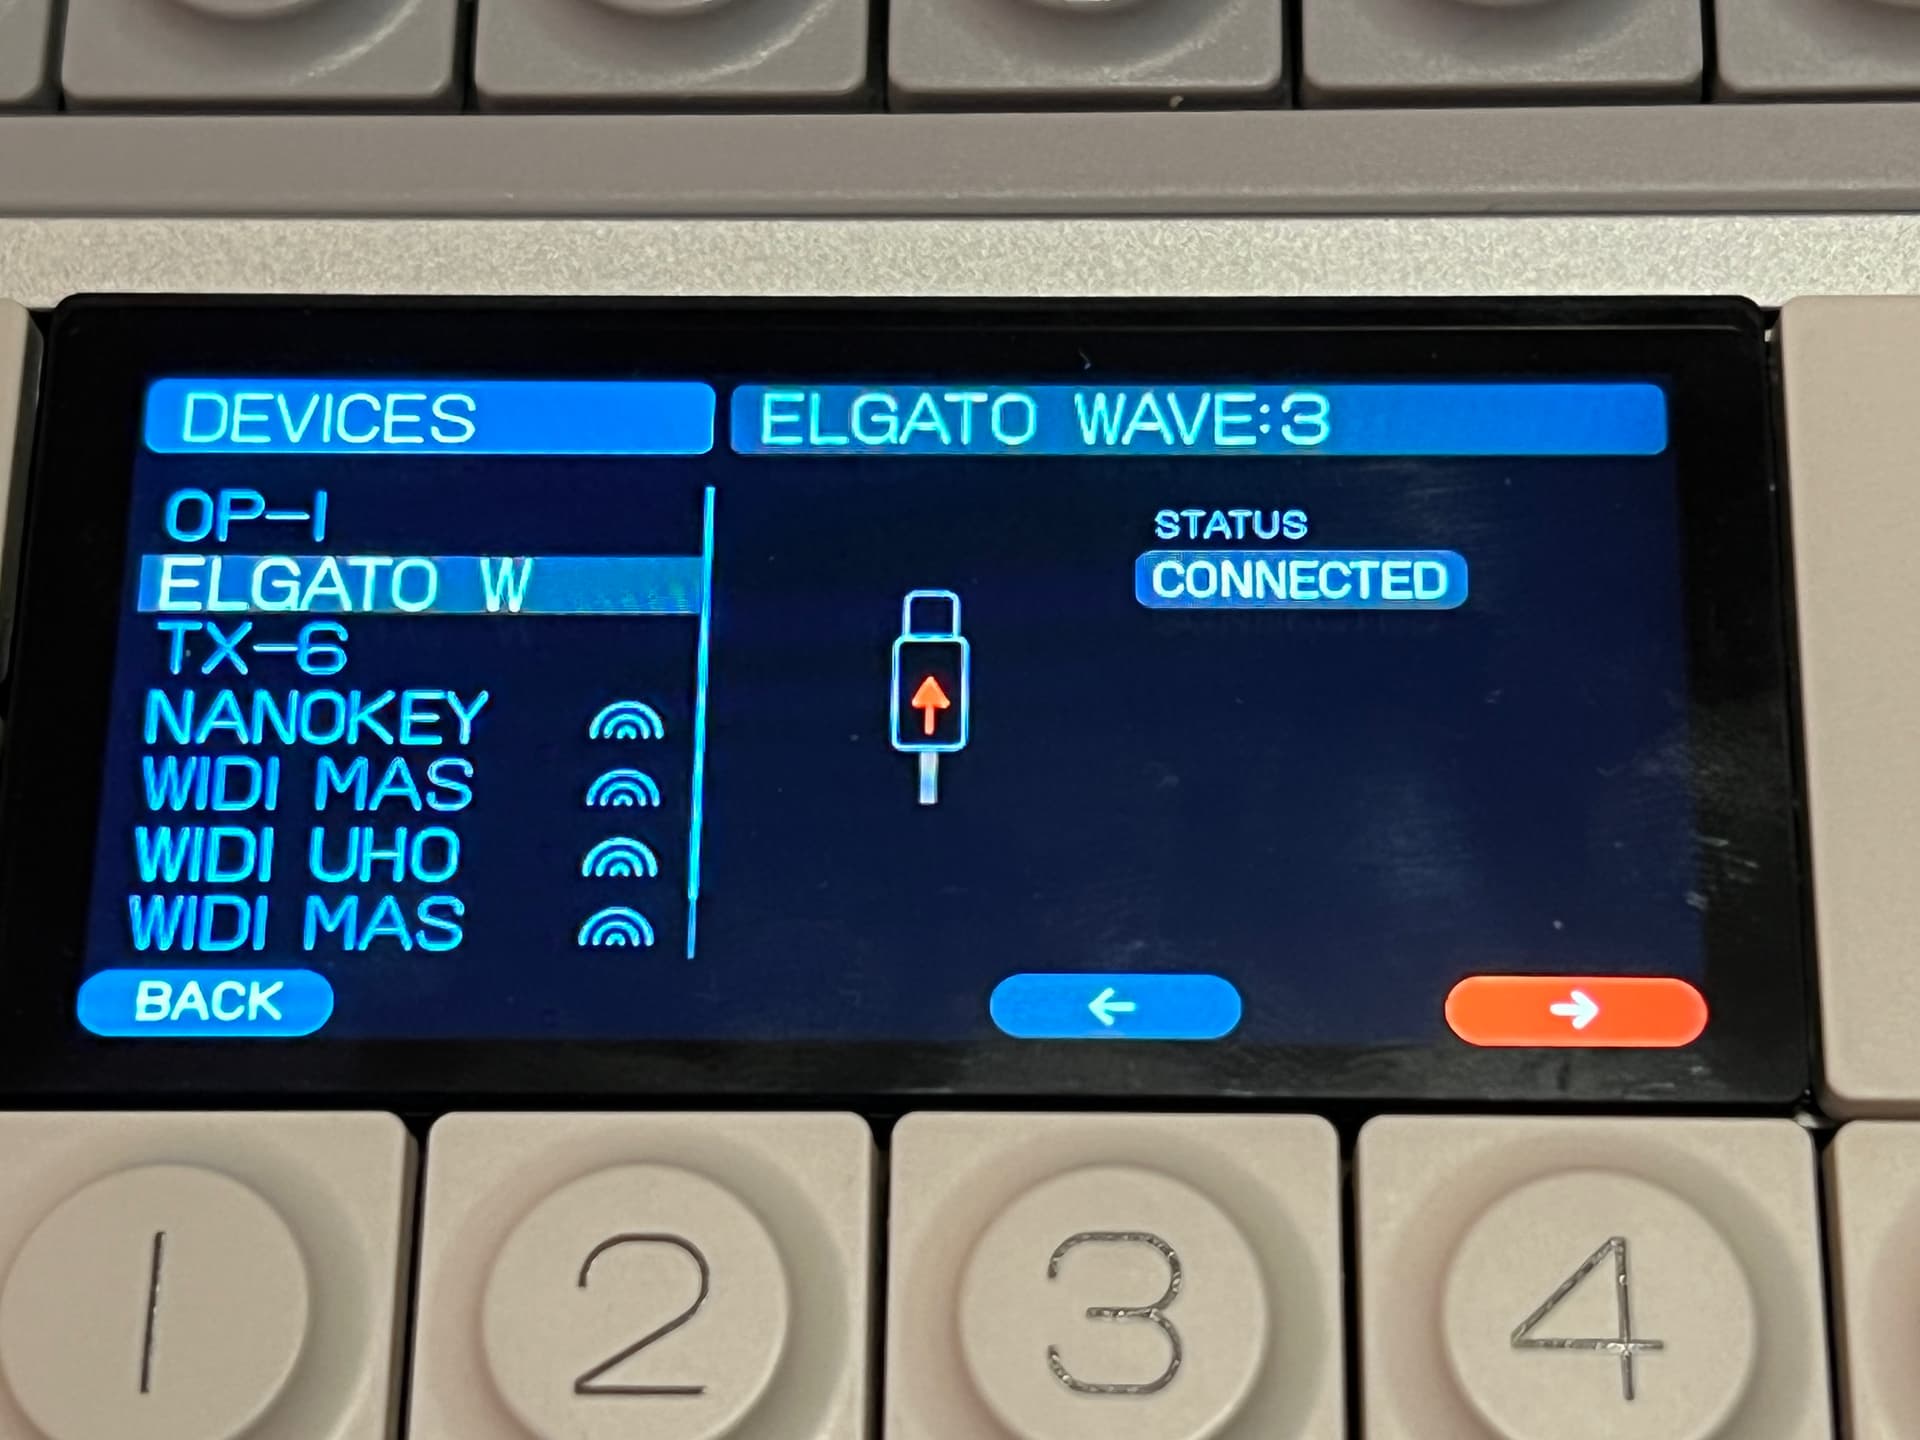 DEVICES
ELGATO WAVE:3
OP-1
ELGATO W
TX-6
NANOKEY
WIDI MAS
WIDI UHO
WIDI MAS
STATUS
CONNECTED
BACK
←
→
1
2
3
4